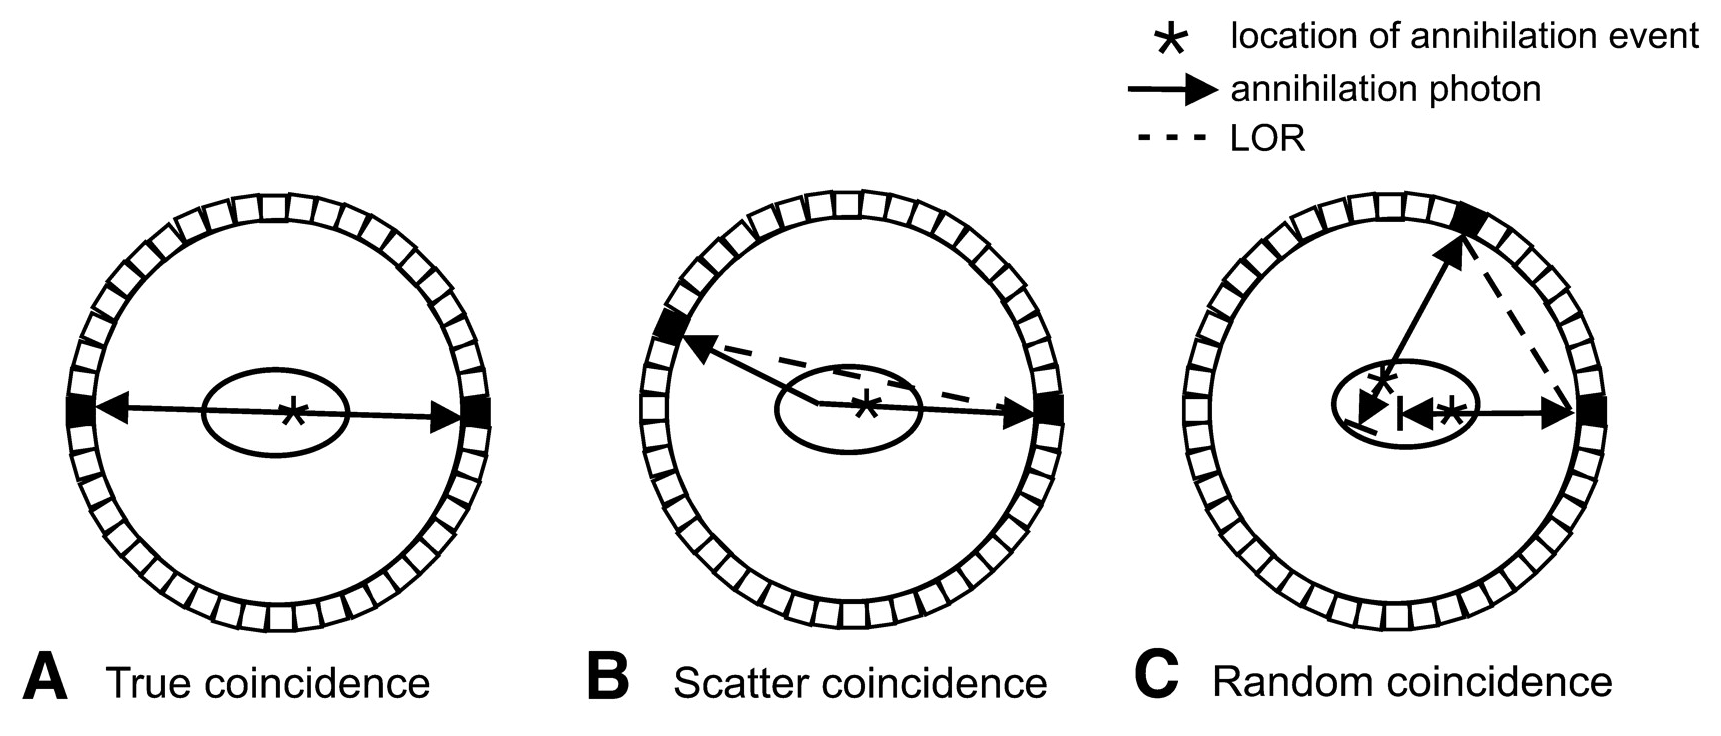 location of annihilation event
annihilation photon
LOR
A True coincidence
B Scatter coincidence
C Random coincidence